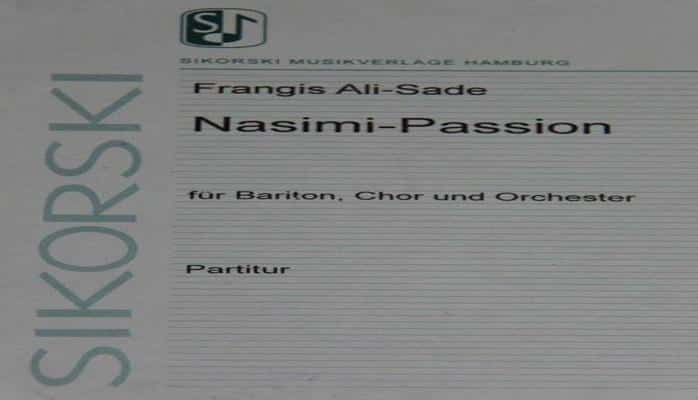 SIKORSKI
SIKORSKI MUSIKVERLAGE HAMBURG
Frangis Ali-Sade
Nasimi-Passion
für Bariton, Chor und Orchester
Partitur